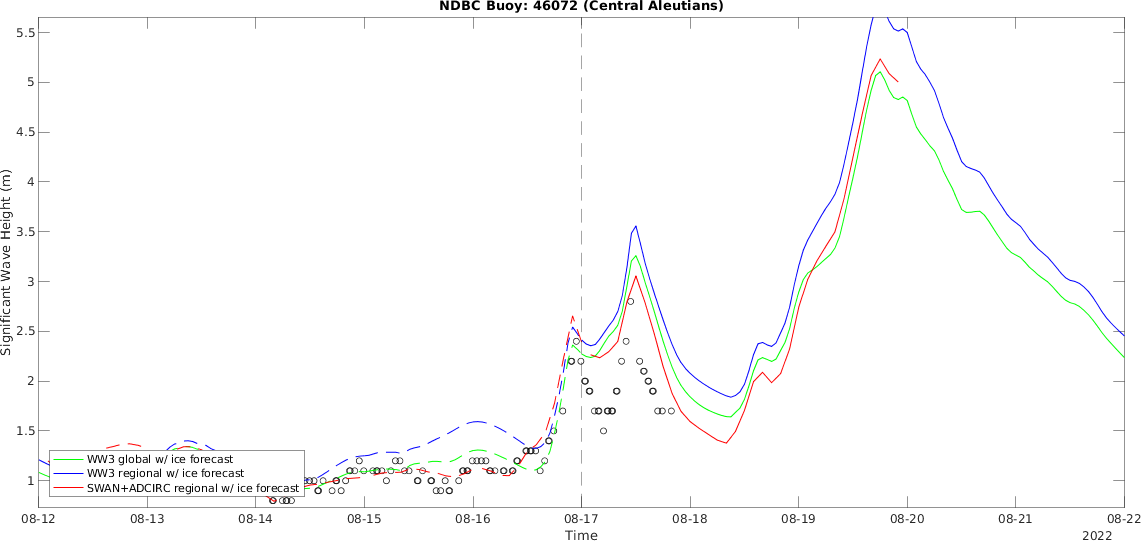 NDBC Buoy: 46072 (Central Aleutians)
5.5
5
4.5
4
3.5
3
2.5
2
1.5
1
Significant Wave Height (m)
WW3 global w/ ice forecast
WW3 regional w/ ice forecast
SWAN+ADCIRC regional w/ ice forecast
08-12 08-13 08-14 08-15 08-16 08-17 08-18 08-19 08-20 08-21 08-22
Time
2022